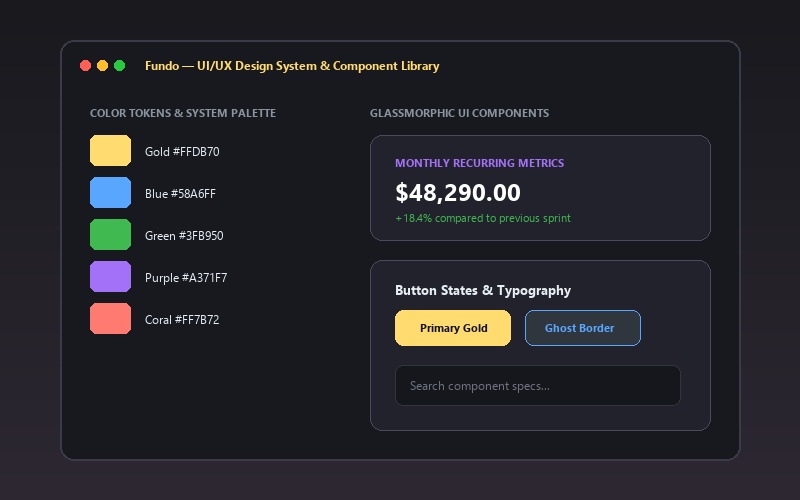 Fundo — UI/UX Design System & Component Library
COLOR TOKENS & SYSTEM PALETTE
Gold #FFDB70
Blue #58A6FF
Green #3FB950
Purple #A371F7
Coral #FF7B72
GLASSMORPHIC UI COMPONENTS
MONTHLY RECURRING METRICS
$48,290.00
+18.4% compared to previous sprint
Button States & Typography
Primary Gold
Ghost Border
Search component specs...